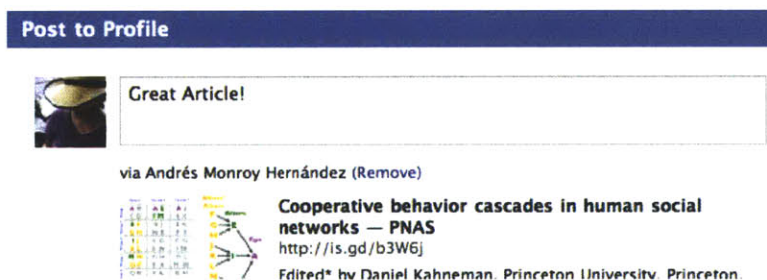 Post to Profile
Great Article!
via Andrés Monroy Hernández (Remove)
Cooperative behavior cascades in human social
networks — PNAS
http://is.gd/b3W6j
Edited* by Daniel Kahneman, Princeton University, Princeton,